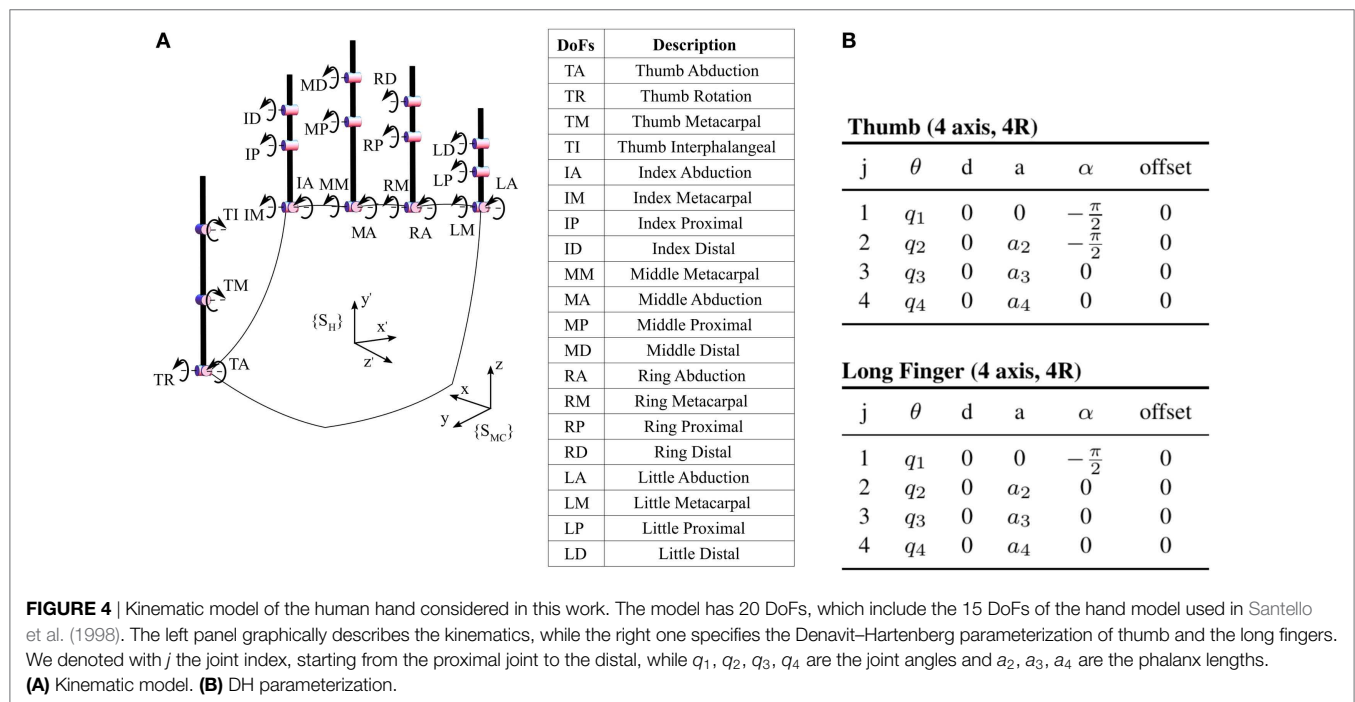 A
MD
RD
ID
MP
IP
RP
LD
LP
IA MM
RM
LA
TI IM
MA
RA
LM
TM
{S_H}
y'
x'
z'
TR
TA
z
x
y
{S_MC}
DoFs Description
TA Thumb Abduction
TR Thumb Rotation
TM Thumb Metacarpal
TI Thumb Interphalangeal
IA Index Abduction
IM Index Metacarpal
IP Index Proximal
ID Index Distal
MM Middle Metacarpal
MA Middle Abduction
MP Middle Proximal
MD Middle Distal
RA Ring Abduction
RM Ring Metacarpal
RP Ring Proximal
RD Ring Distal
LA Little Abduction
LM Little Metacarpal
LP Little Proximal
LD Little Distal
B
Thumb (4 axis, 4R)
j θ d a α offset
1 q₁ 0 0 −π/2 0
2 q₂ 0 a₂ −π/2 0
3 q₃ 0 a₃ 0 0
4 q₄ 0 a₄ 0 0
Long Finger (4 axis, 4R)
j θ d a α offset
1 q₁ 0 0 −π/2 0
2 q₂ 0 a₂ 0 0
3 q₃ 0 a₃ 0 0
4 q₄ 0 a₄ 0 0
FIGURE 4 | Kinematic model of the human hand considered in this work. The model has 20 DoFs, which include the 15 DoFs of the hand model used in Santello
et al. (1998). The left panel graphically describes the kinematics, while the right one specifies the Denavit–Hartenberg parameterization of thumb and the long fingers.
We denoted with j the joint index, starting from the proximal joint to the distal, while q₁, q₂, q₃, q₄ are the joint angles and a₂, a₃, a₄ are the phalanx lengths.
(A) Kinematic model. (B) DH parameterization.